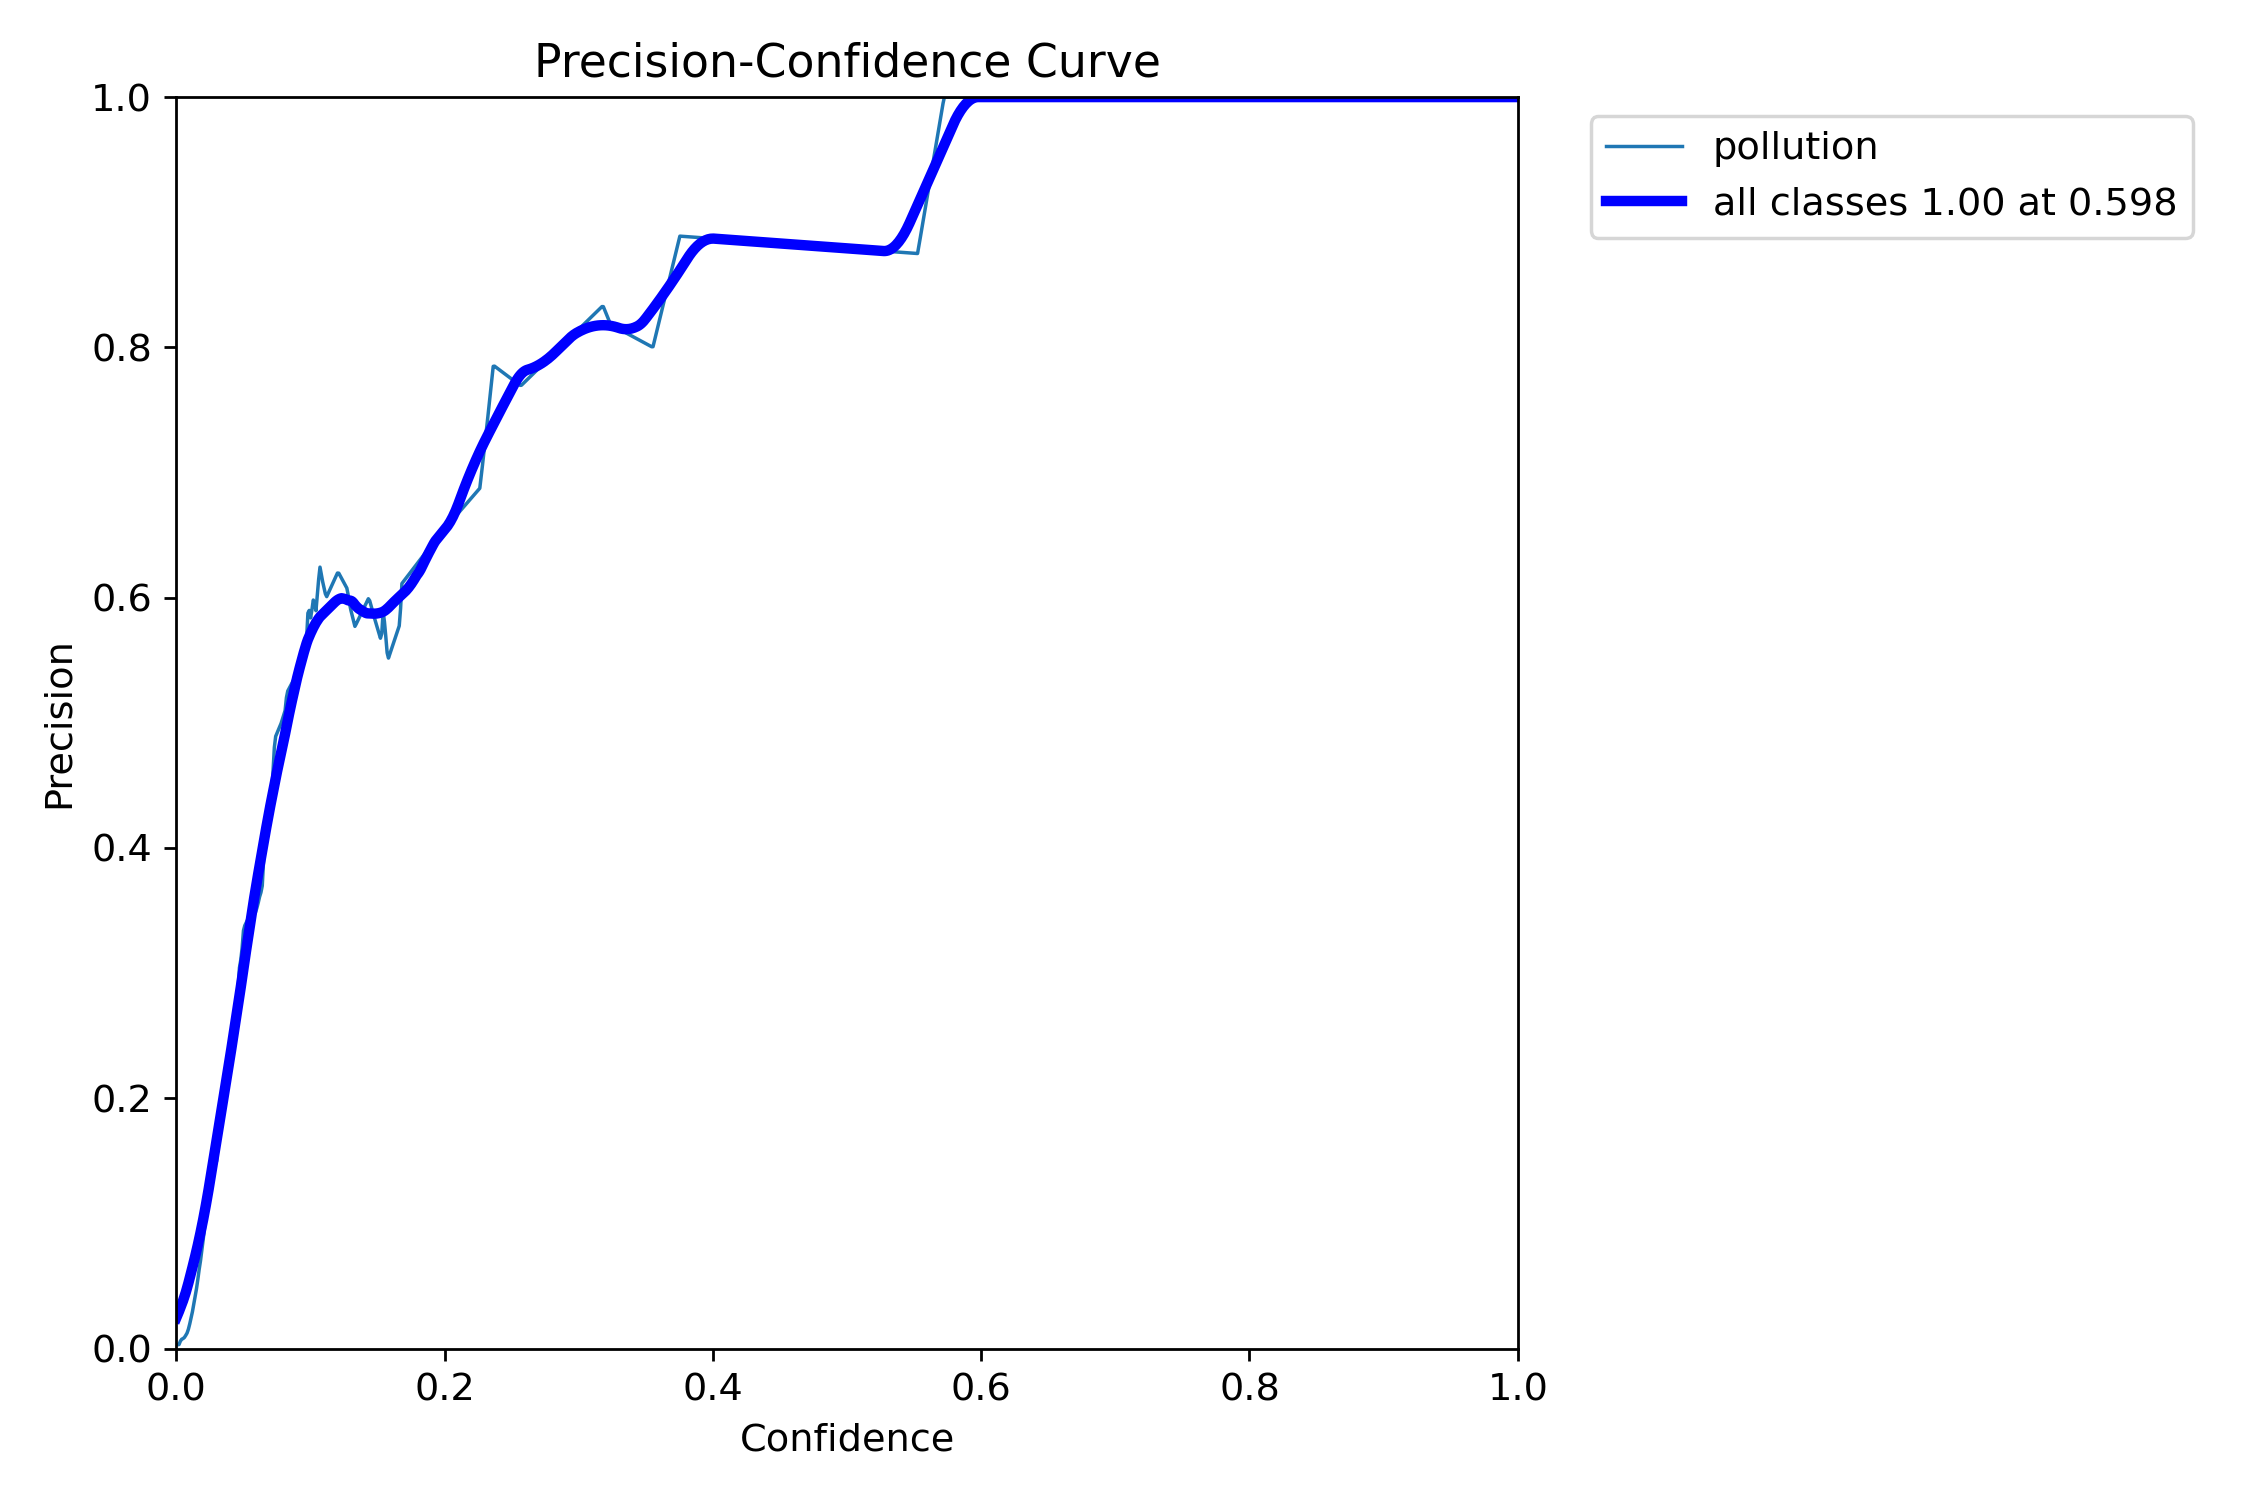 Precision-Confidence Curve
1.0
0.8
0.6
0.4
0.2
0.0
Precision
0.0 0.2 0.4 0.6 0.8 1.0
Confidence
pollution
all classes 1.00 at 0.598